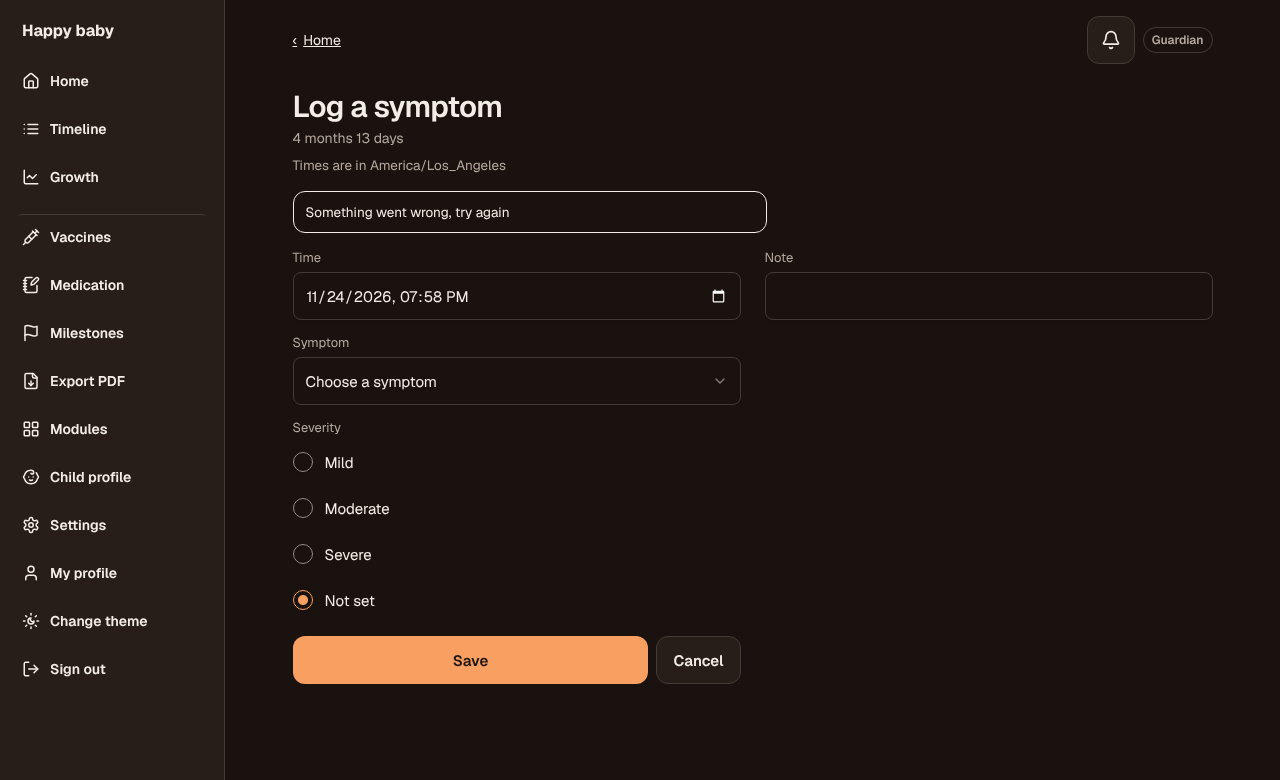 Happy baby
Home
Timeline
Growth
Vaccines
Medication
Milestones
Export PDF
Modules
Child profile
Settings
My profile
Change theme
Sign out
‹ Home
Guardian
Log a symptom
4 months 13 days
Times are in America/Los_Angeles
Something went wrong, try again
Time
Note
11/24/2026, 07:58 PM
Symptom
Choose a symptom
Severity
Mild
Moderate
Severe
Not set
Save
Cancel